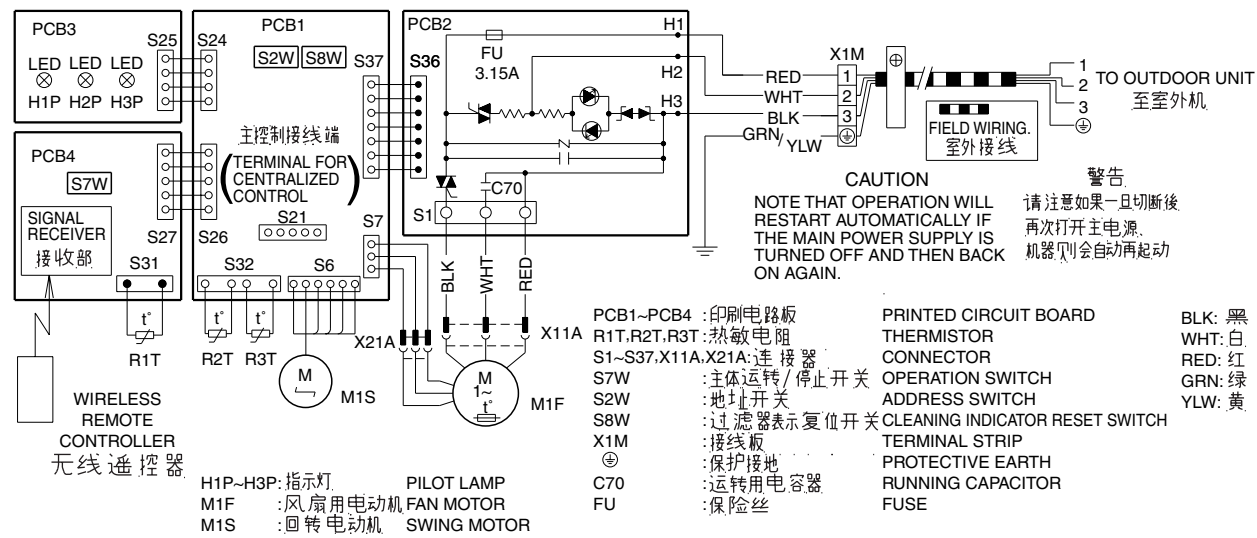 PCB3
LED LED LED
H1P H2P H3P
S25
S24
PCB1
S2W S8W
S37
主控制接线端
(TERMINAL FOR
CENTRALIZED
CONTROL)
S21
S7
PCB4
S7W
SIGNAL
RECEIVER
接收部
S27
S26
S31
S32
S6
PCB2
S36
FU
3.15A
H1
H2
H3
C70
S1
BLK
WHT
RED
RED
WHT
BLK
GRN/YLW
X1M
1
2
3
1
2
3
TO OUTDOOR UNIT
至室外机
FIELD WIRING.
室外接线
CAUTION
NOTE THAT OPERATION WILL
RESTART AUTOMATICALLY IF
THE MAIN POWER SUPPLY IS
TURNED OFF AND THEN BACK
ON AGAIN.
警告
请注意如果一旦切断後
再次打开主电源、
机器则会自动再起动
t°
R1T
t° t°
R2T R3T
X21A
X11A
M
M1S
M
1~
t°
M1F
WIRELESS
REMOTE
CONTROLLER
无线遥控器
H1P~H3P:指示灯 PILOT LAMP
M1F :风扇用电动机 FAN MOTOR
M1S :回转电动机 SWING MOTOR
PCB1~PCB4 :印刷电路板 PRINTED CIRCUIT BOARD
R1T,R2T,R3T:热敏电阻 THERMISTOR
S1~S37,X11A,X21A:连接器 CONNECTOR
S7W :主体运转/停止开关 OPERATION SWITCH
S2W :地址开关 ADDRESS SWITCH
S8W :过滤器表示复位开关 CLEANING INDICATOR RESET SWITCH
X1M :接线板 TERMINAL STRIP
⏚ :保护接地 PROTECTIVE EARTH
C70 :运转用电容器 RUNNING CAPACITOR
FU :保险丝 FUSE
BLK: 黑
WHT: 白
RED: 红
GRN: 绿
YLW: 黄